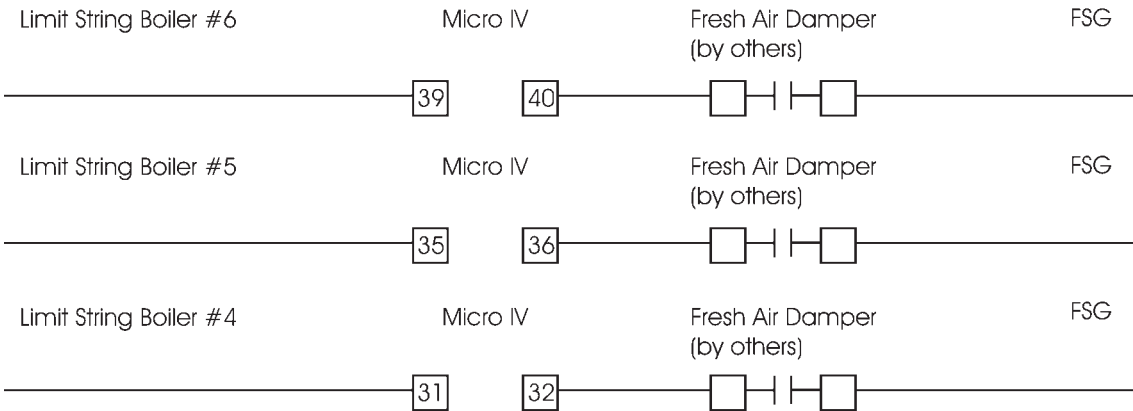 Limit String Boiler #6 Micro IV Fresh Air Damper FSG
(by others)
39 40
Limit String Boiler #5 Micro IV Fresh Air Damper FSG
(by others)
35 36
Limit String Boiler #4 Micro IV Fresh Air Damper FSG
(by others)
31 32